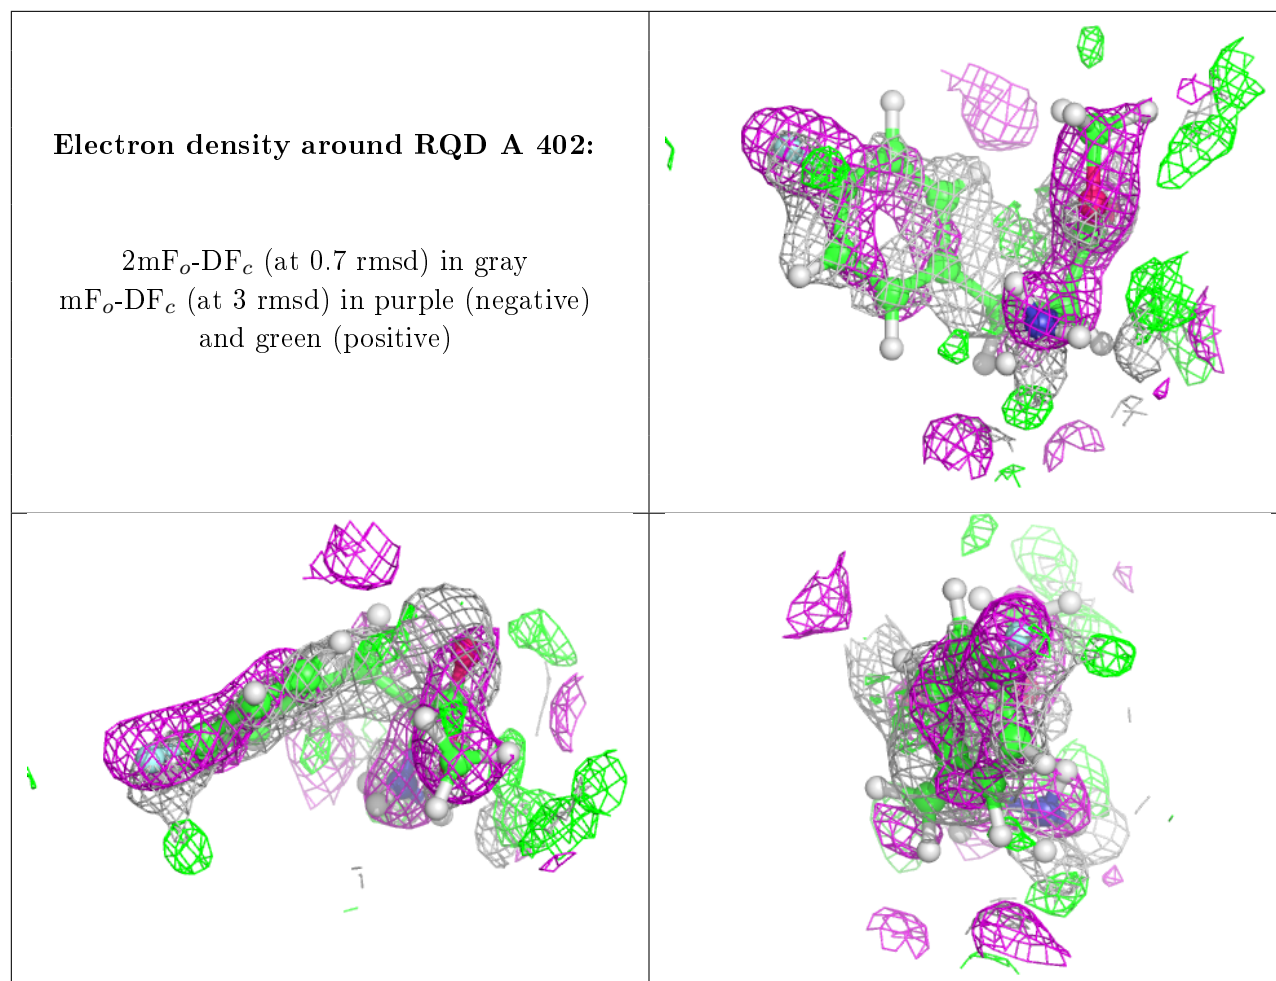 Electron density around RQD A 402:
2mFₒ-DF𝒸 (at 0.7 rmsd) in gray
mFₒ-DF𝒸 (at 3 rmsd) in purple (negative)
and green (positive)